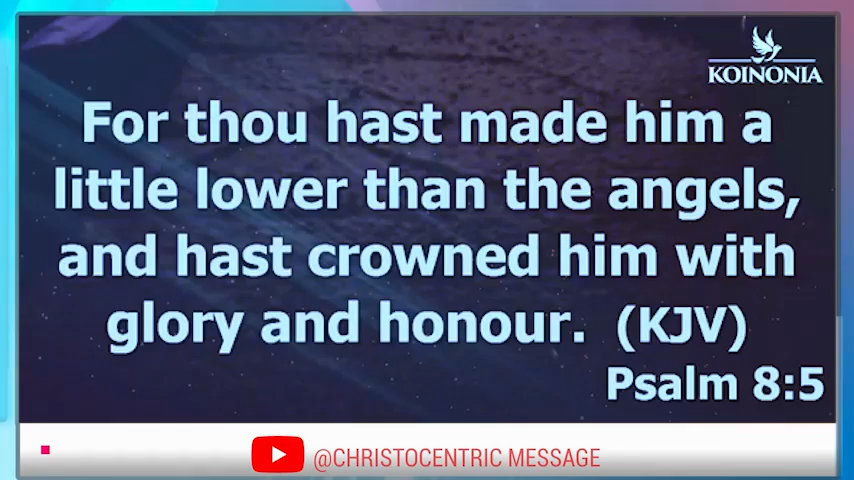 KOINONIA
For thou hast made him a
little lower than the angels,
and hast crowned him with
glory and honour. (KJV)
Psalm 8:5
@CHRISTOCENTRIC MESSAGE